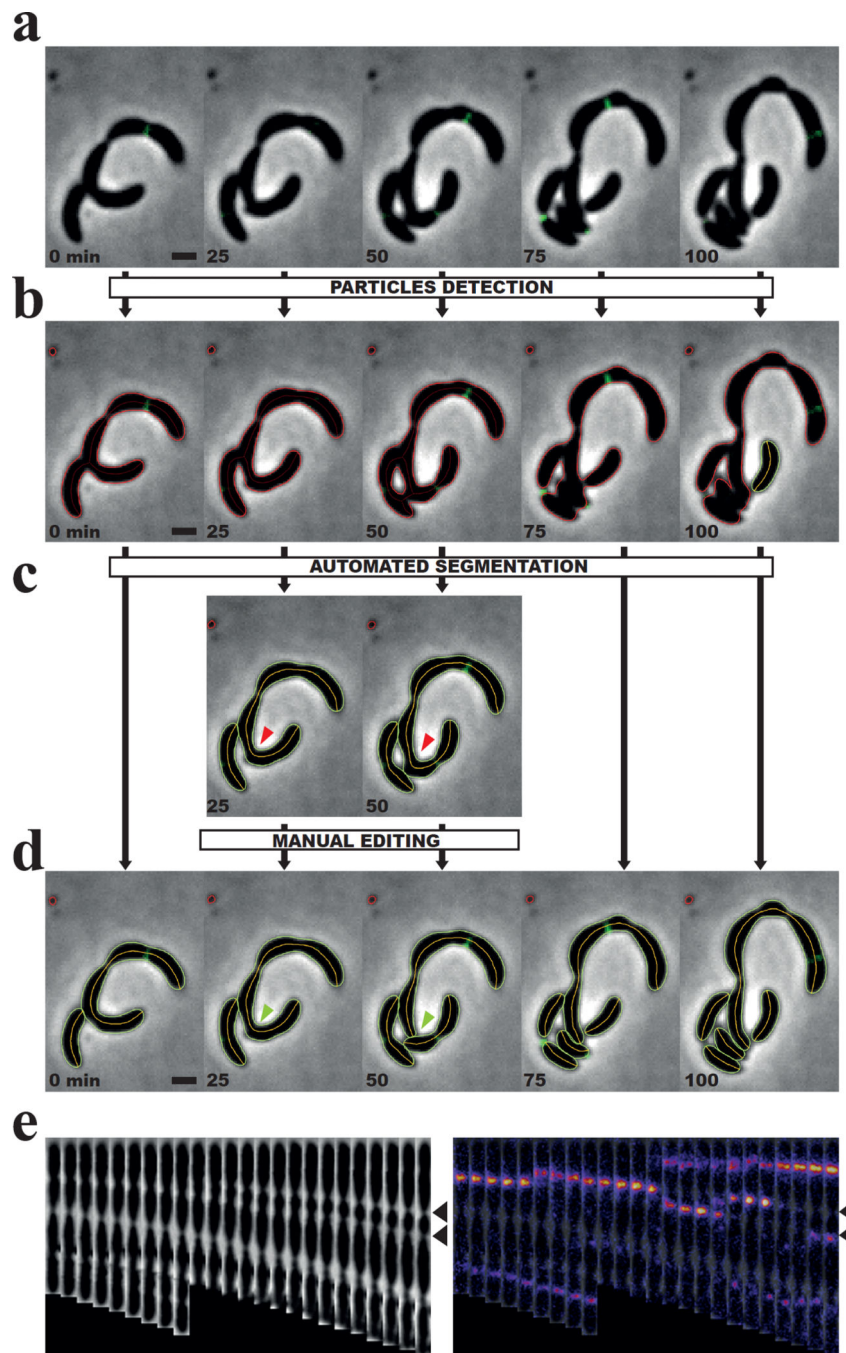 a
0 min
25
50
75
100
PARTICLES DETECTION
b
0 min
25
50
75
100
AUTOMATED SEGMENTATION
c
25
50
MANUAL EDITING
d
0 min
25
50
75
100
e